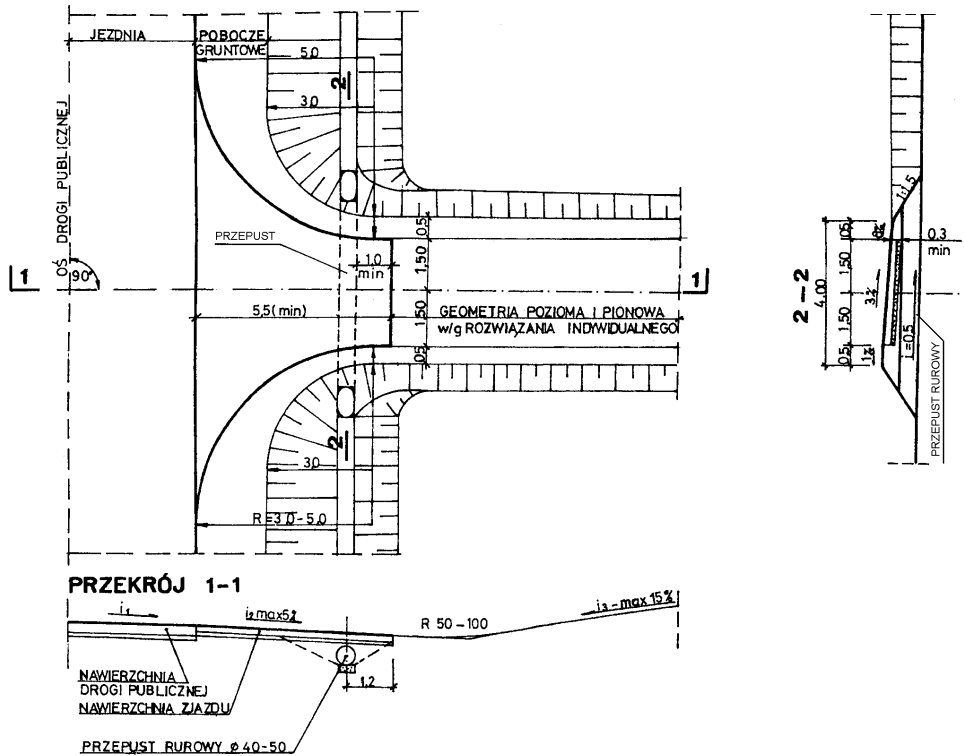 JEZDNIA
POBOCZE
GRUNTOWE
5,0
2
3,0
OŚ DROGI PUBLICZNEJ
PRZEPUST
1,0
min
0,5
1,50
1
90°
1
5,5 (min)
GEOMETRIA POZIOMA I PIONOWA
w/g ROZWIĄZANIA INDYWIDUALNEGO
1,50
0,5
2
3,0
R=3,0-5,0
1:1,5
0,3
min
0,5
1,50
2-2
4,00
3%
1,50
i=0,5
0,5
1%
PRZEPUST RUROWY
PRZEKRÓJ 1-1
i₁
i₂ max5%
R 50-100
i₃-max 15%
1,2
NAWIERZCHNIA
DROGI PUBLICZNEJ
NAWIERZCHNIA ZJAZDU
PRZEPUST RUROWY ø 40-50